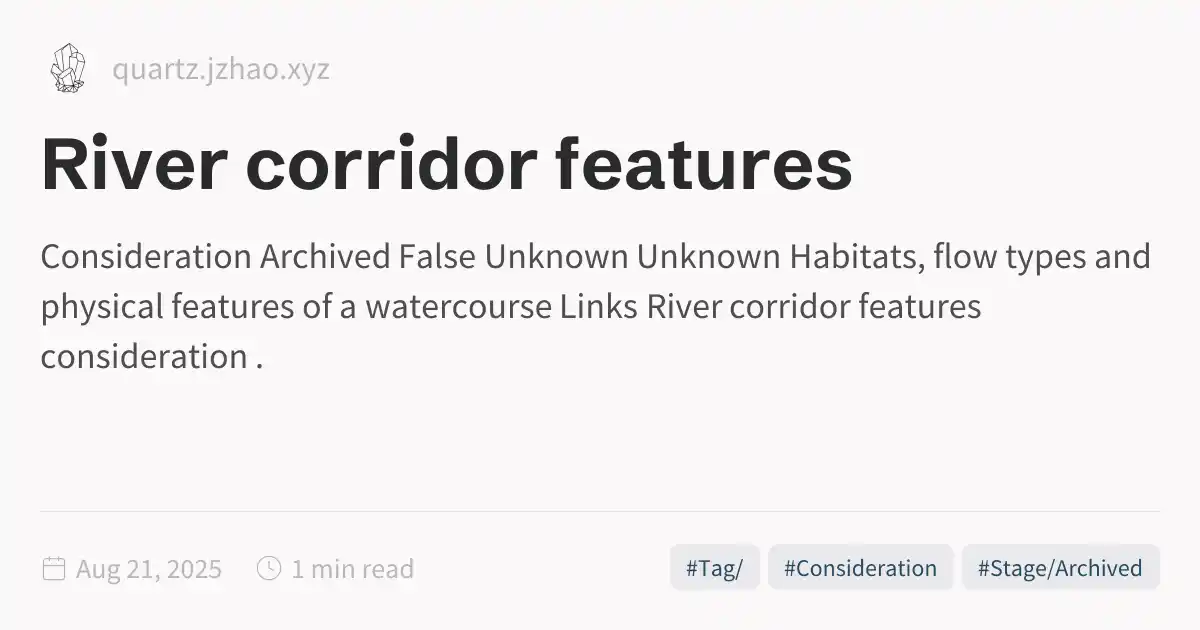 quartz.jzhao.xyz
River corridor features
Consideration Archived False Unknown Unknown Habitats, flow types and
physical features of a watercourse Links River corridor features
consideration .
Aug 21, 2025 1 min read #Tag/ #Consideration #Stage/Archived